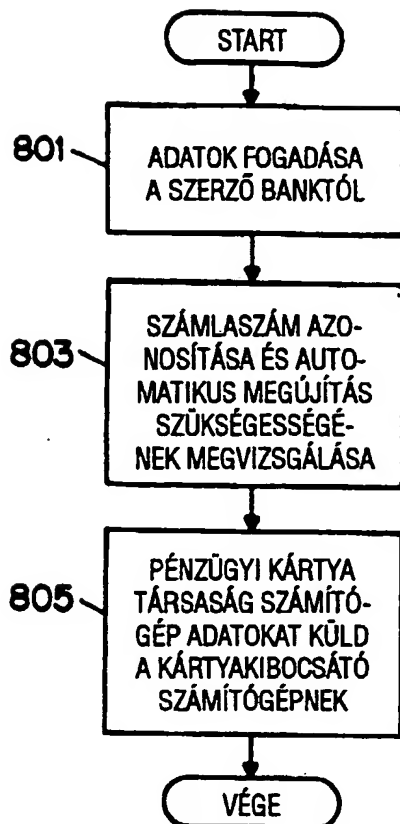 START
801
ADATOK FOGADÁSA
A SZERZŐ BANKTÓL
803
SZÁMLASZÁM AZO-
NOSÍTÁSA ÉS AUTO-
MATIKUS MEGÚJÍTÁS
SZÜKSÉGESSÉGÉ-
NEK MEGVIZSGÁLÁSA
805
PÉNZÜGYI KÁRTYA
TÁRSASÁG SZÁMÍTÓ-
GÉP ADATOKAT KÜLD
A KÁRTYAKIBOCSÁTÓ
SZÁMÍTÓGÉPNEK
VÉGE